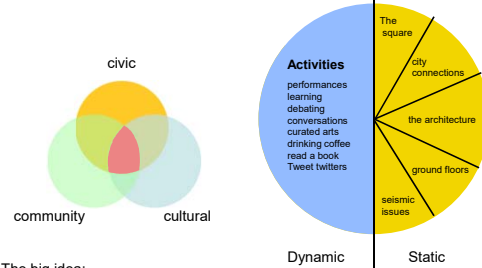 civic
community
cultural
The big idea:
Activities
performances
learning
debating
conversations
curated arts
drinking coffee
read a book
Tweet twitters
The
square
city
connections
the architecture
ground floors
seismic
issues
Dynamic
Static